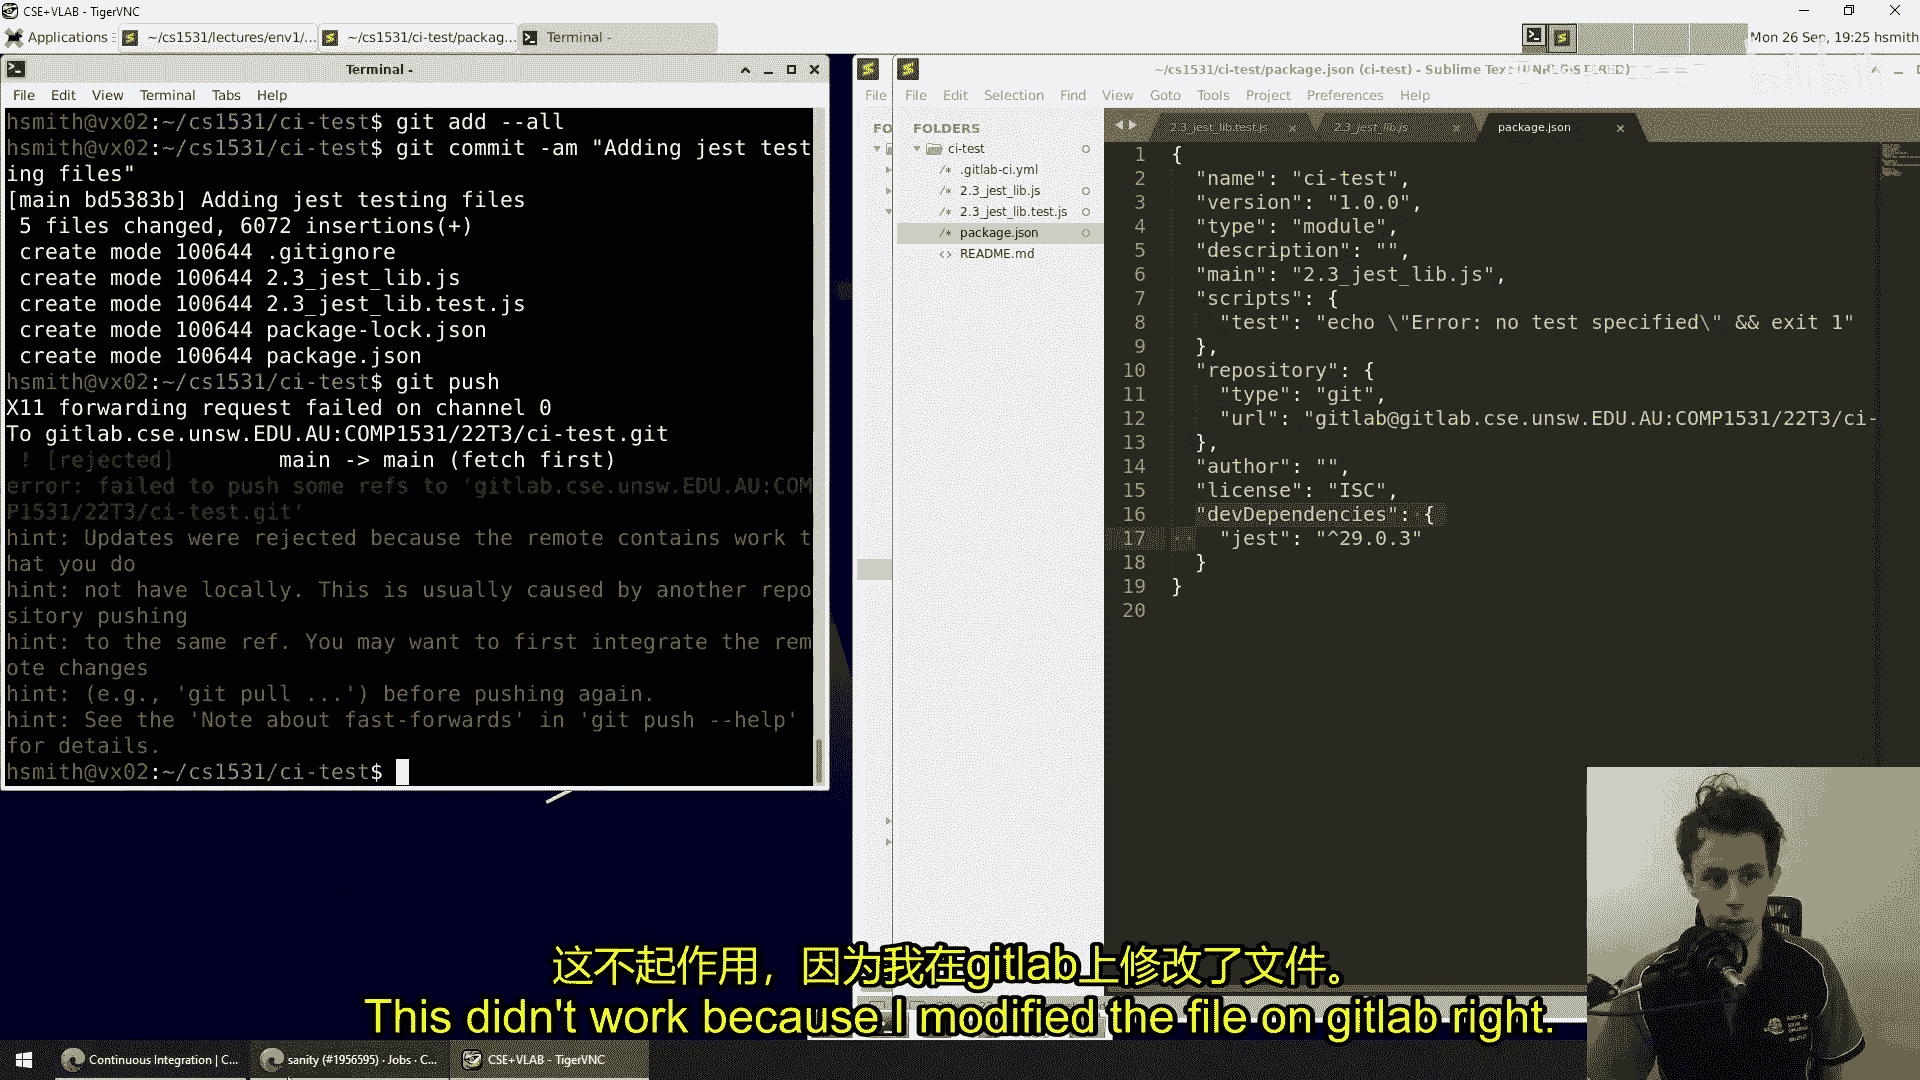 CSE+VLAB - TigerVNC
Applications
~/cs1531/lectures/env1/...
~/cs1531/ci-test/packag...
Terminal -
Mon 26 Sep, 19:25 hsmith
Terminal -
File Edit View Terminal Tabs Help
hsmith@vx02:~/cs1531/ci-test$ git add --all
hsmith@vx02:~/cs1531/ci-test$ git commit -am "Adding jest test
ing files"
[main bd5383b] Adding jest testing files
5 files changed, 6072 insertions(+)
create mode 100644 .gitignore
create mode 100644 2.3_jest_lib.js
create mode 100644 2.3_jest_lib.test.js
create mode 100644 package-lock.json
create mode 100644 package.json
hsmith@vx02:~/cs1531/ci-test$ git push
X11 forwarding request failed on channel 0
To gitlab.cse.unsw.EDU.AU:COMP1531/22T3/ci-test.git
! [rejected] main -> main (fetch first)
error: failed to push some refs to 'gitlab.cse.unsw.EDU.AU:COM
P1531/22T3/ci-test.git'
hint: Updates were rejected because the remote contains work t
hat you do
hint: not have locally. This is usually caused by another repo
sitory pushing
hint: to the same ref. You may want to first integrate the rem
ote changes
hint: (e.g., 'git pull ...') before pushing again.
hint: See the 'Note about fast-forwards' in 'git push --help'
for details.
hsmith@vx02:~/cs1531/ci-test$
File
FO
~/cs1531/ci-test/package.json (ci-test) - Sublime Text (UNREGISTERED)
File Edit Selection Find View Goto Tools Project Preferences Help
FOLDERS
ci-test
.gitlab-ci.yml
2.3_jest_lib.js
2.3_jest_lib.test.js
package.json
README.md
2.3_jest_lib.test.js
2.3_jest_lib.js
package.json
1 {
2 "name": "ci-test",
3 "version": "1.0.0",
4 "type": "module",
5 "description": "",
6 "main": "2.3_jest_lib.js",
7 "scripts": {
8 "test": "echo \"Error: no test specified\" && exit 1"
9 },
10 "repository": {
11 "type": "git",
12 "url": "gitlab@gitlab.cse.unsw.EDU.AU:COMP1531/22T3/ci-
13 },
14 "author": "",
15 "license": "ISC",
16 "devDependencies": {
17 "jest": "^29.0.3"
18 }
19 }
20
这不起作用，因为我在gitlab上修改了文件。
This didn't work because I modified the file on gitlab right.
Continuous Integration | C...
sanity (#1956595) · Jobs · C...
CSE+VLAB - TigerVNC